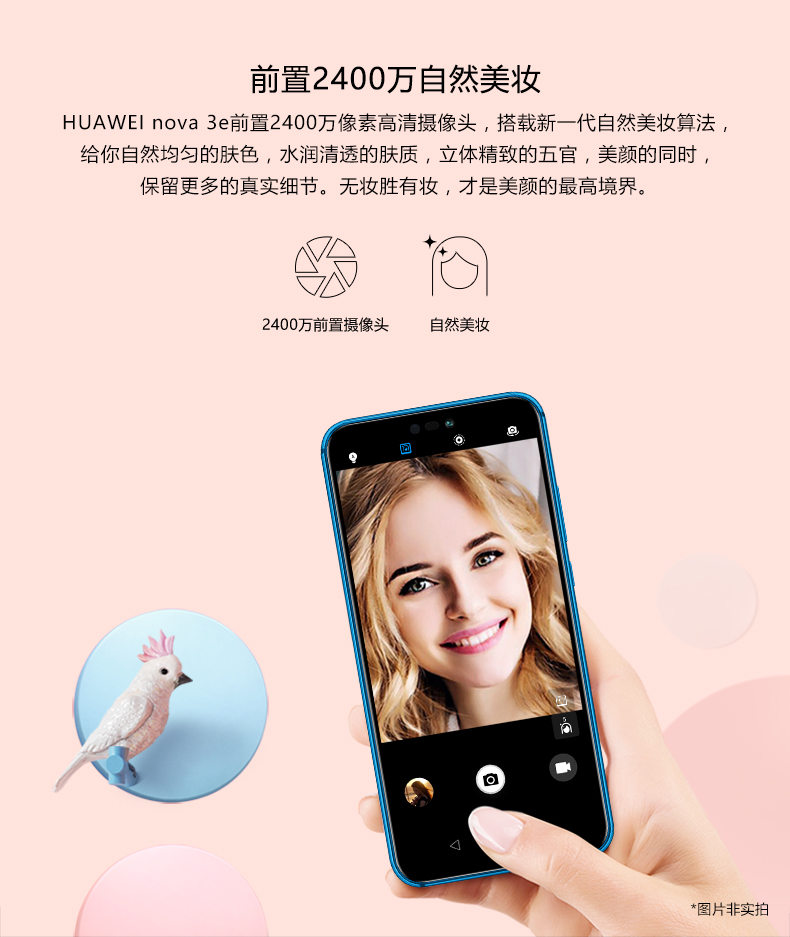 前置2400万自然美妆
HUAWEI nova 3e前置2400万像素高清摄像头，搭载新一代自然美妆算法，
给你自然均匀的肤色，水润清透的肤质，立体精致的五官，美颜的同时，
保留更多的真实细节。无妆胜有妆，才是美颜的最高境界。
2400万前置摄像头 自然美妆
5
*图片非实拍